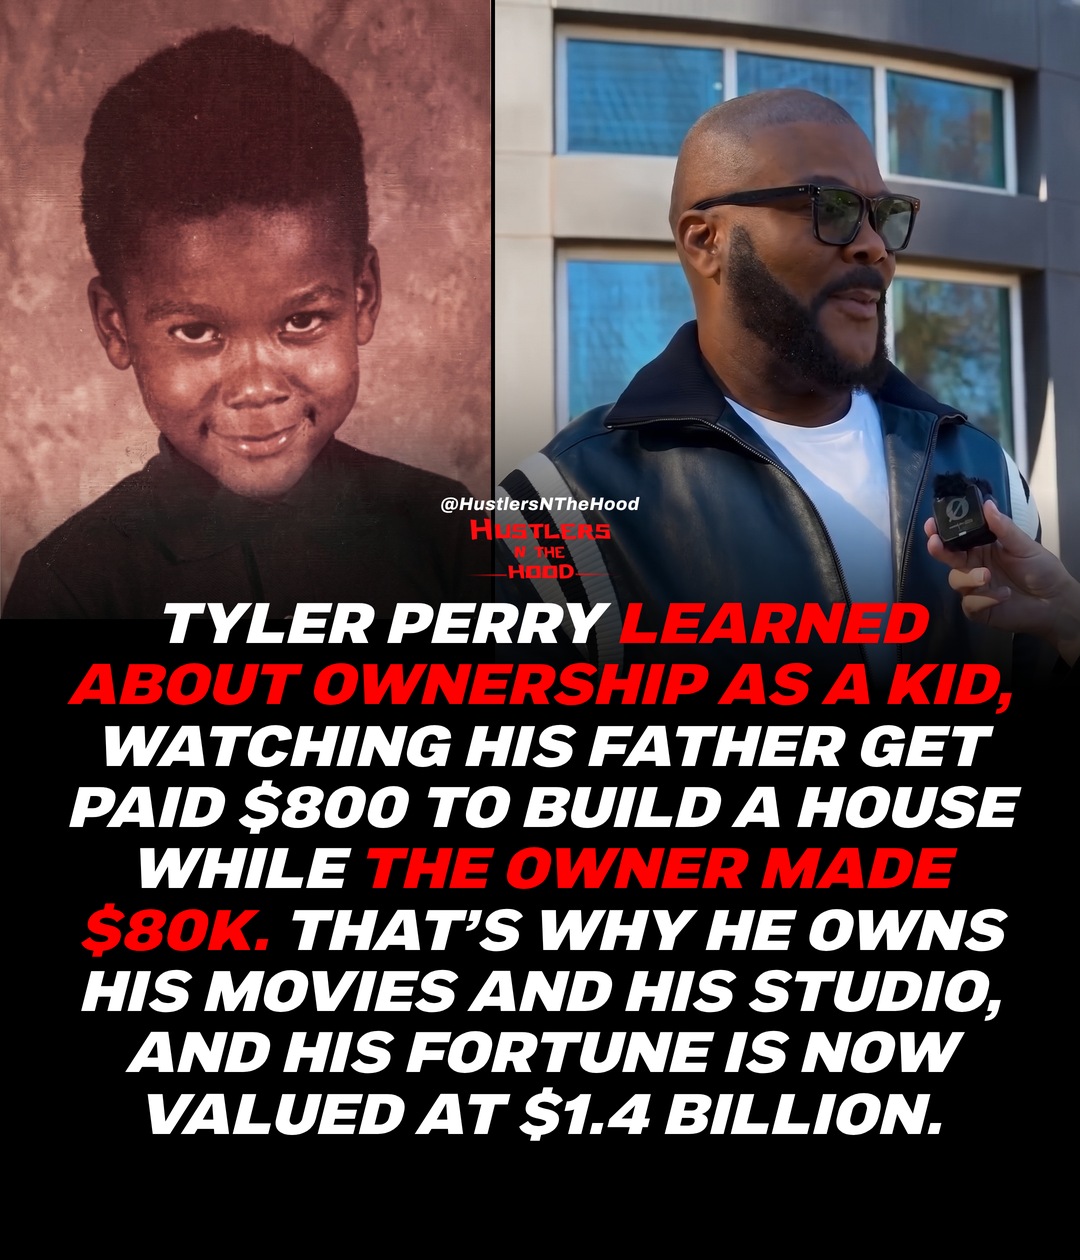 @HustlersNTheHood
HUSTLERS
N THE
HOOD
TYLER PERRY LEARNED
ABOUT OWNERSHIP AS A KID,
WATCHING HIS FATHER GET
PAID $800 TO BUILD A HOUSE
WHILE THE OWNER MADE
$80K. THAT’S WHY HE OWNS
HIS MOVIES AND HIS STUDIO,
AND HIS FORTUNE IS NOW
VALUED AT $1.4 BILLION.